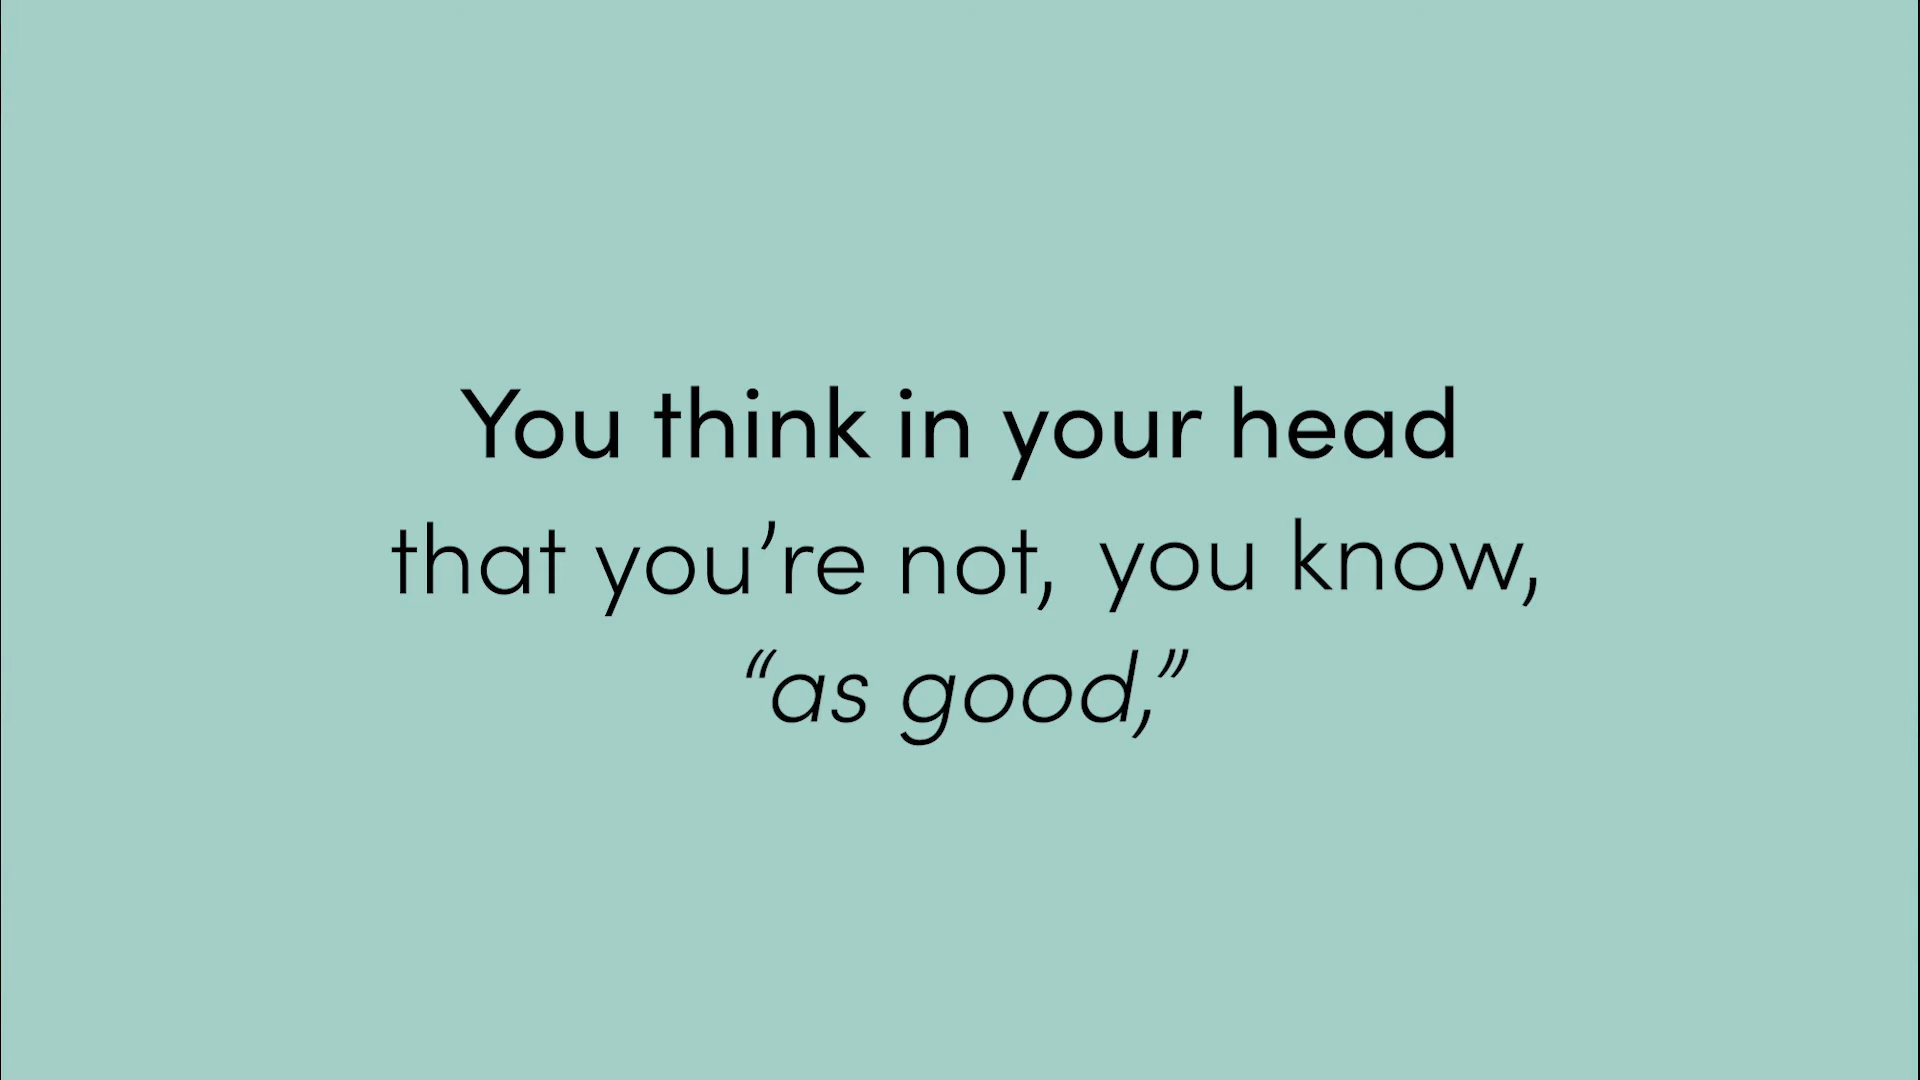 You think in your head
that you’re not, you know,
“as good,”